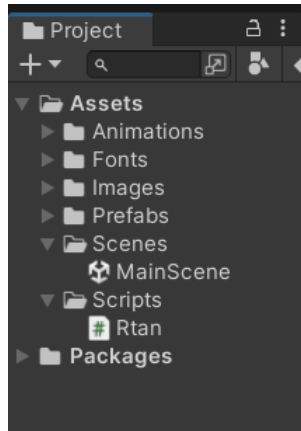 Project
Assets
Animations
Fonts
Images
Prefabs
Scenes
MainScene
Scripts
# Rtan
Packages